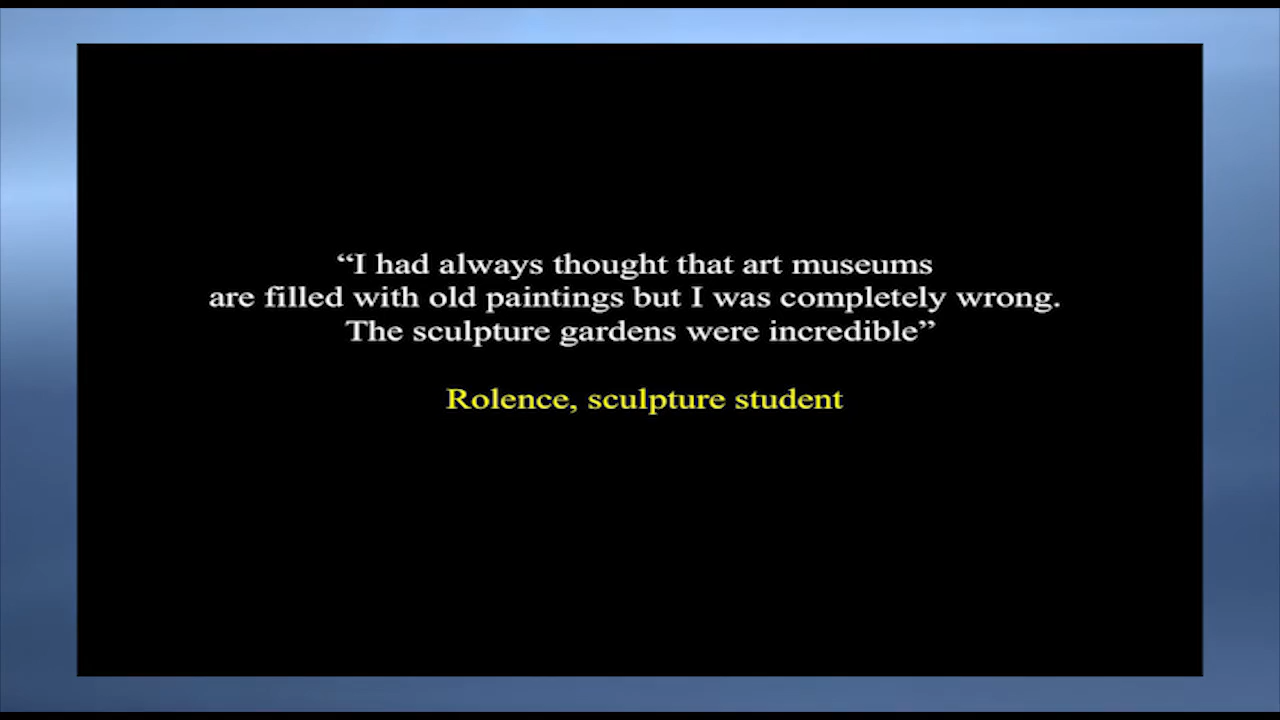 “I had always thought that art museums
are filled with old paintings but I was completely wrong.
The sculpture gardens were incredible”
Rolence, sculpture student